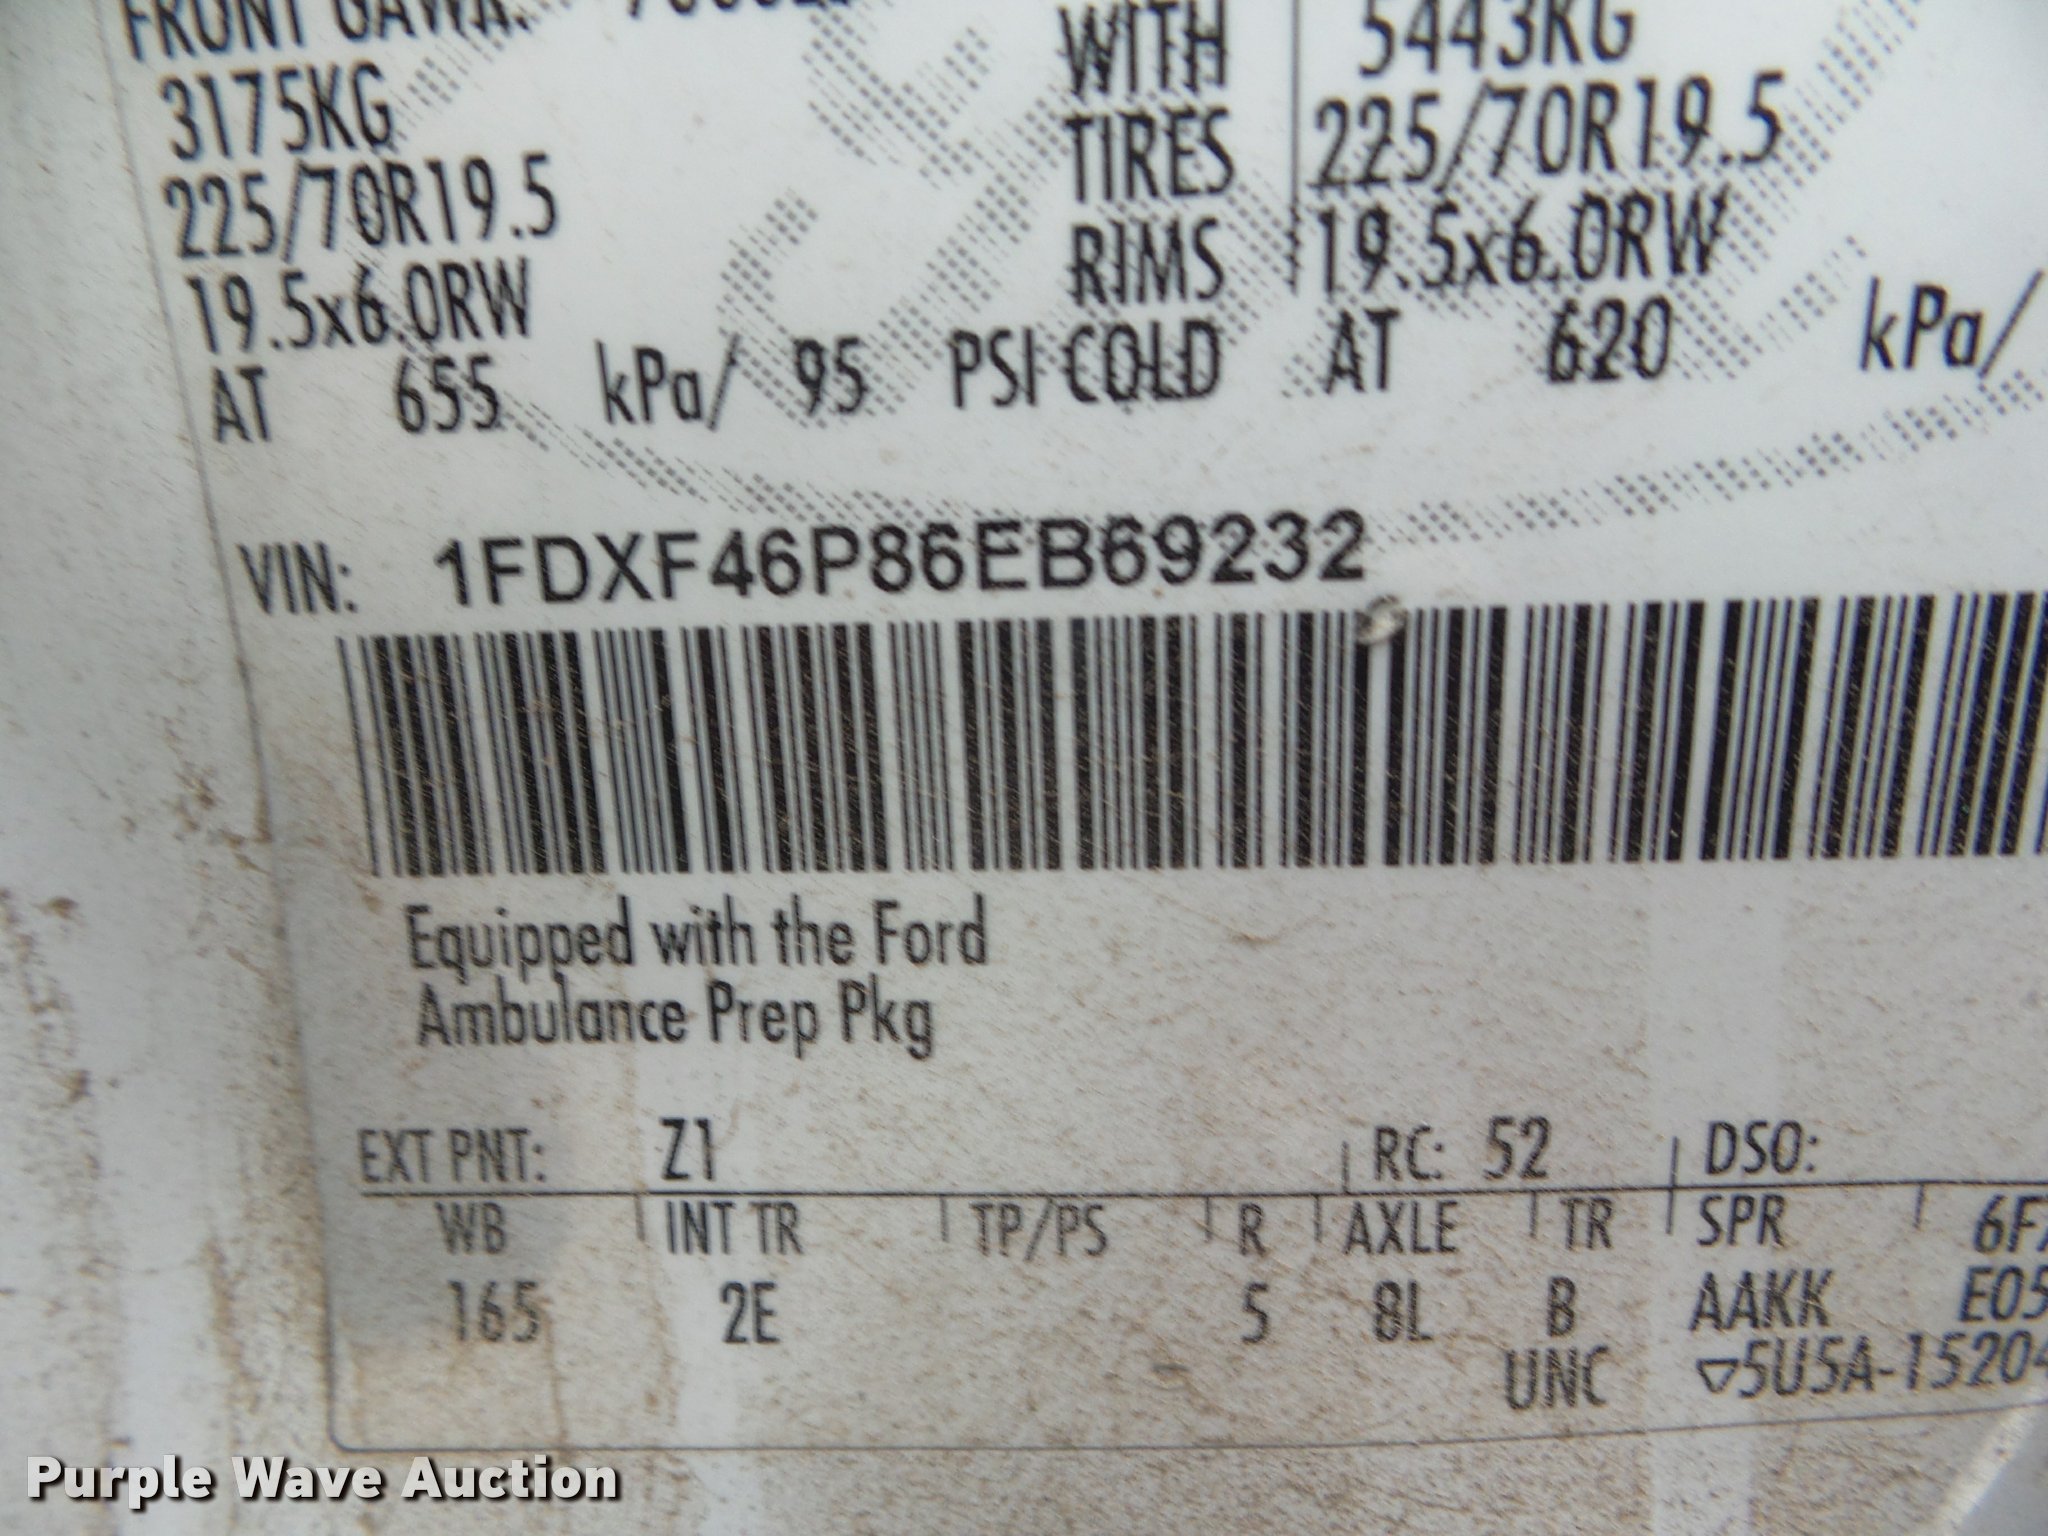 FRONT GAWR:
3175KG
225/70R19.5
19.5x6.0RW
AT 655 kPa/ 95 PSI COLD
WITH
TIRES
RIMS
5443KG
225/70R19.5
19.5x6.0RW
AT 620 kPa/
VIN: 1FDXF46P86EB69232
Equipped with the Ford
Ambulance Prep Pkg
EXT PNT: Z1 RC: 52 DSO:
WB INT TR TP/PS R AXLE TR SPR
165 2E 5 8L B AAKK
UNC ▽5U5A-15204
Purple Wave Auction